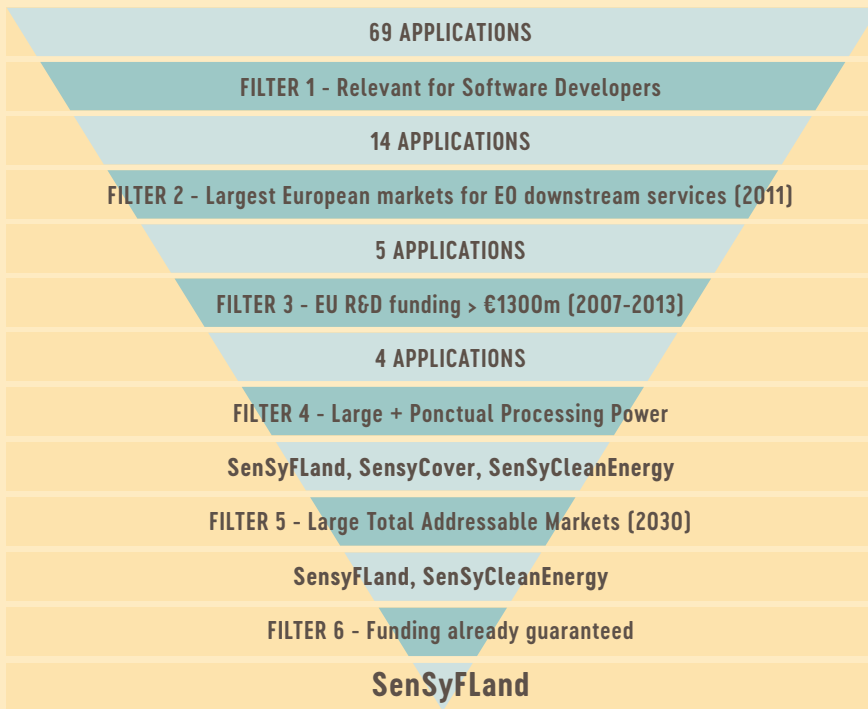 69 APPLICATIONS
FILTER 1 - Relevant for Software Developers
14 APPLICATIONS
FILTER 2 - Largest European markets for EO downstream services (2011)
5 APPLICATIONS
FILTER 3 - EU R&D funding > €1300m (2007-2013)
4 APPLICATIONS
FILTER 4 - Large + Ponctual Processing Power
SenSyFLand, SensyCover, SenSyCleanEnergy
FILTER 5 - Large Total Addressable Markets (2030)
SensyFLand, SenSyCleanEnergy
FILTER 6 - Funding already guaranteed
SenSyFLand